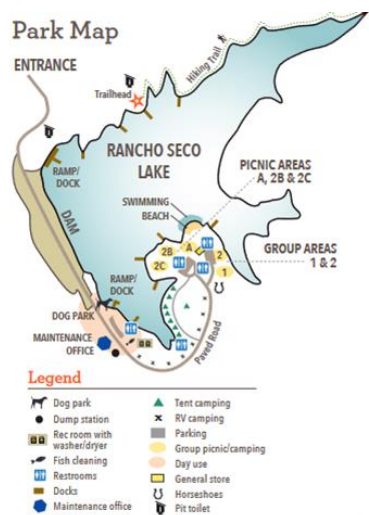 Park Map
ENTRANCE
Trailhead
Hiking Trail
RAMP/
DOCK
RANCHO SECO
LAKE
PICNIC AREAS
A, 2B & 2C
DAM
SWIMMING
BEACH
GROUP AREAS
1 & 2
2B
A
2
2C
1
RAMP/
DOCK
DOG PARK
MAINTENANCE
OFFICE
Paved Road
Legend
Dog park
Dump station
Rec room with
washer/dryer
Fish cleaning
Restrooms
Docks
Maintenance office
Tent camping
RV camping
Parking
Group picnic/camping
Day use
General store
Horseshoes
Pit toilet